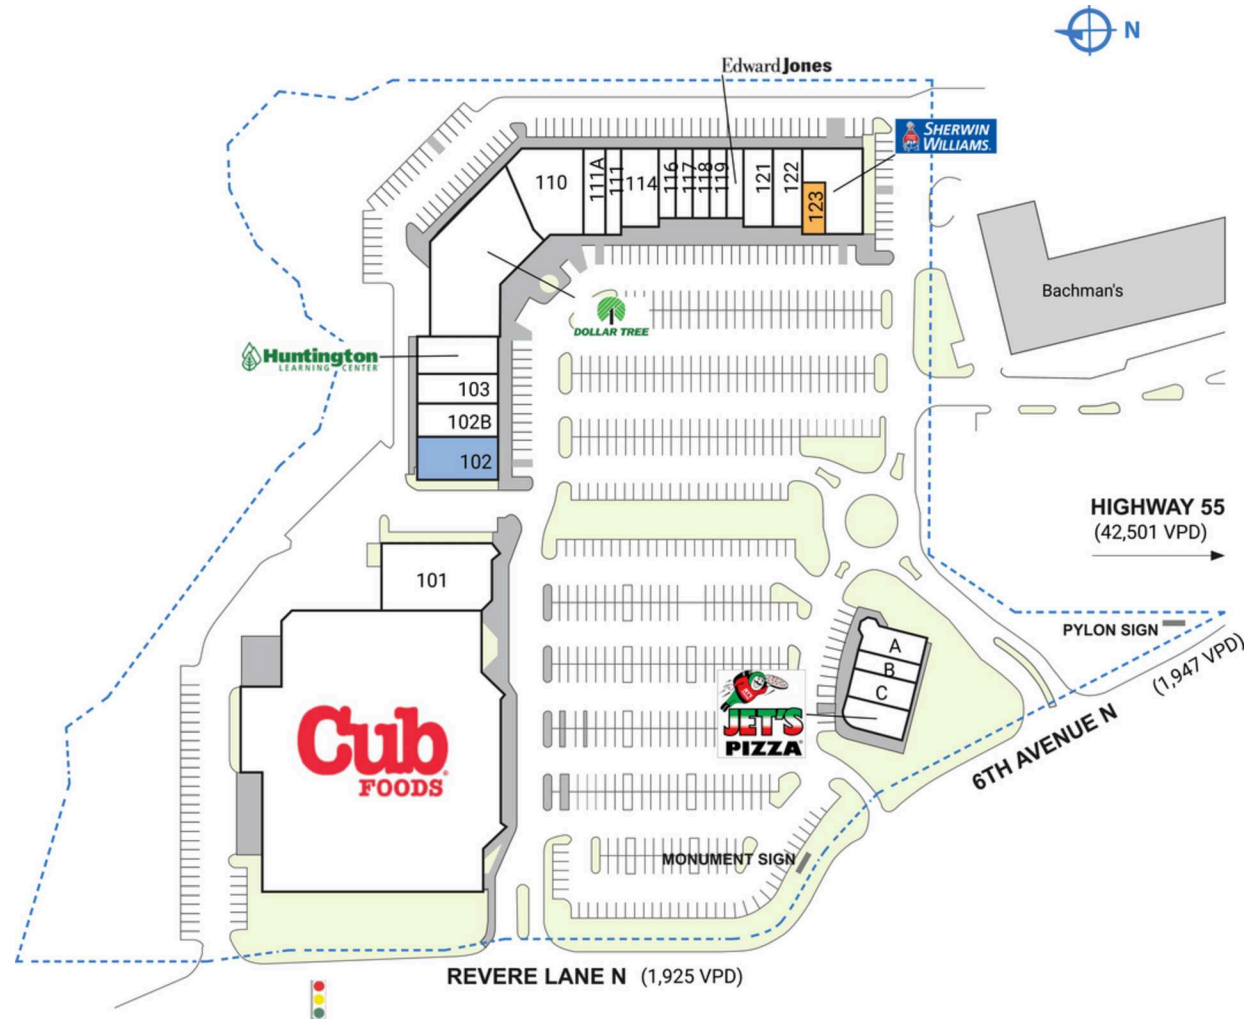 N
Edward Jones
SHERWIN
WILLIAMS.
110
111A
111
114
116
117
118
119
121
122
123
Bachman's
DOLLAR TREE
Huntington
LEARNING CENTER
103
102B
102
HIGHWAY 55
(42,501 VPD)
101
PYLON SIGN
(1,947 VPD)
A
B
C
JET'S
PIZZA
6TH AVENUE N
Cub
FOODS
MONUMENT SIGN
REVERE LANE N (1,925 VPD)